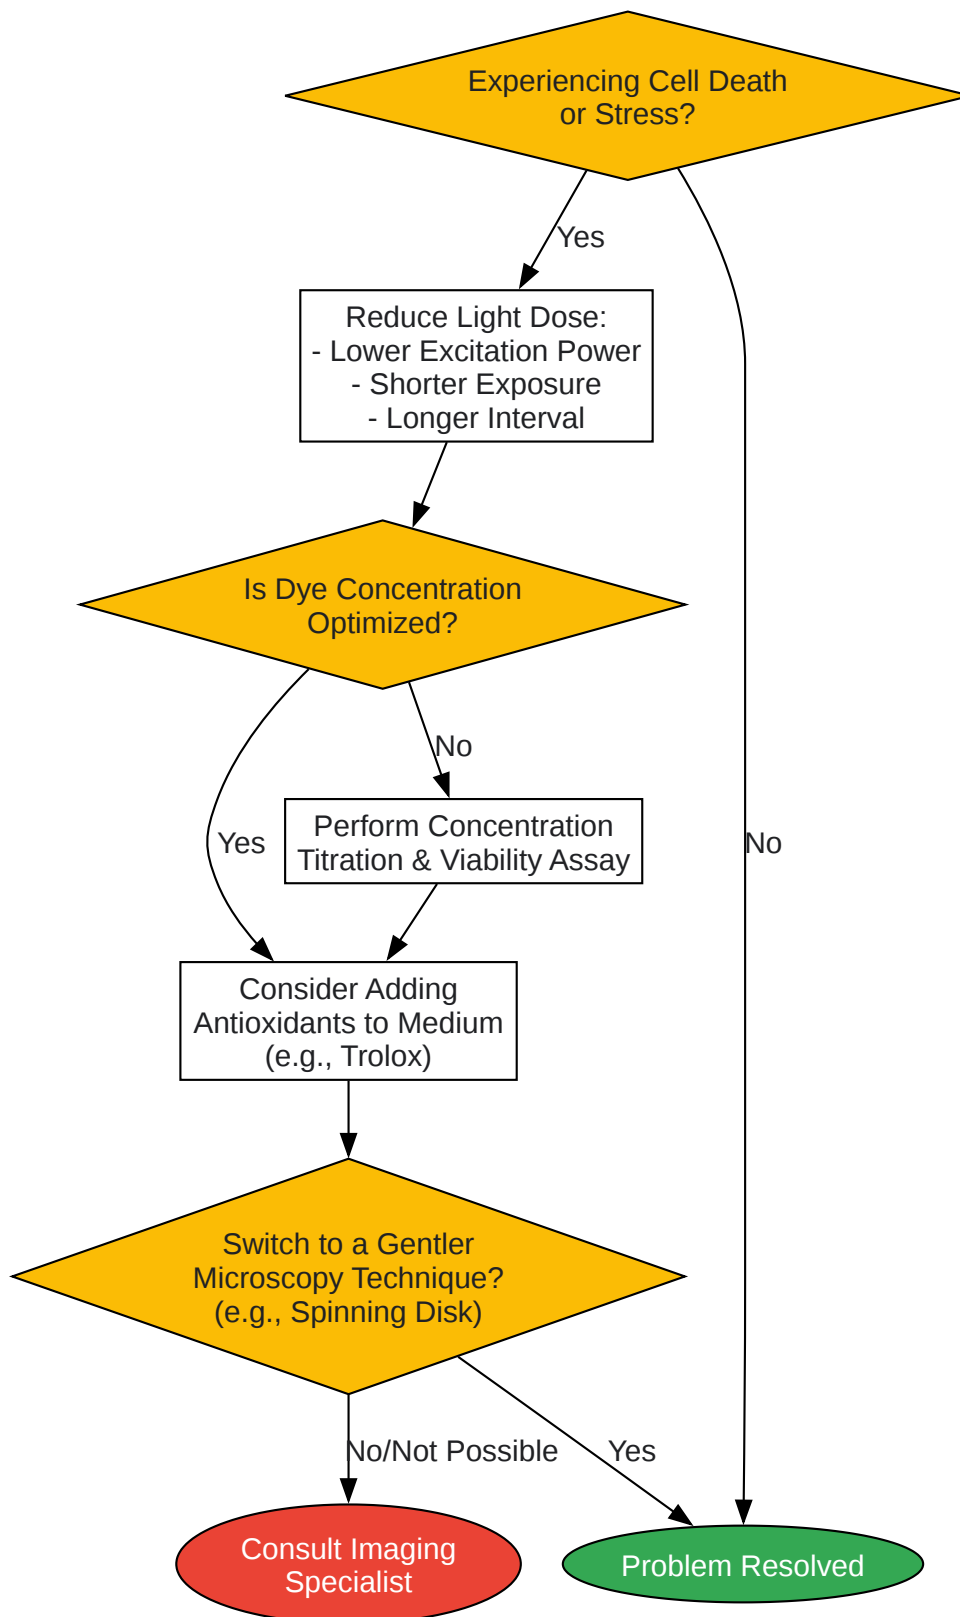 Experiencing Cell Death
or Stress?
Yes
Reduce Light Dose:
- Lower Excitation Power
- Shorter Exposure
- Longer Interval
Is Dye Concentration
Optimized?
No
Perform Concentration
Titration & Viability Assay
Yes
No
Consider Adding
Antioxidants to Medium
(e.g., Trolox)
Switch to a Gentler
Microscopy Technique?
(e.g., Spinning Disk)
No/Not Possible
Yes
Consult Imaging
Specialist
Problem Resolved